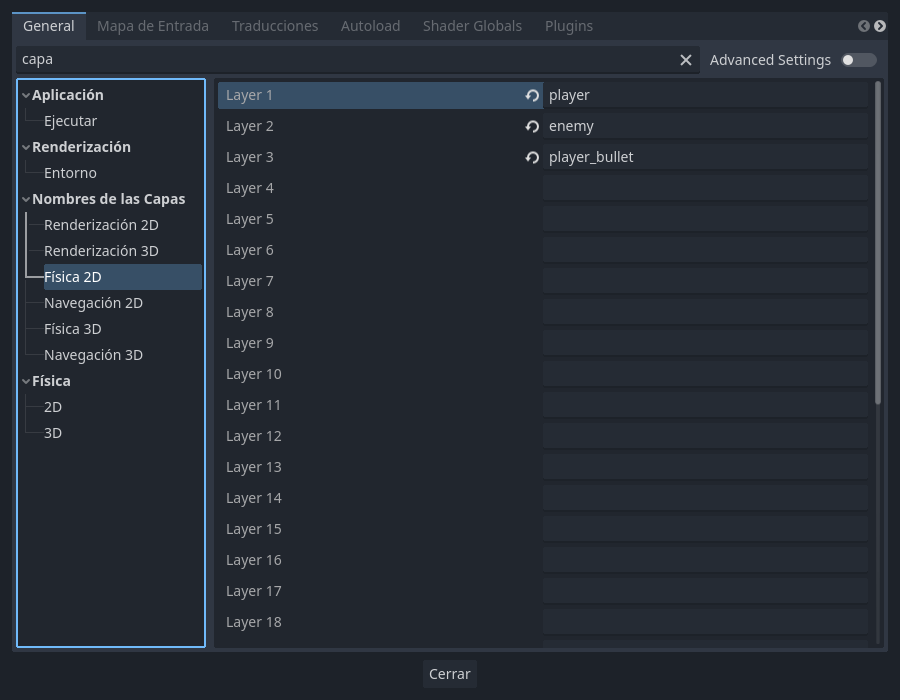 General Mapa de Entrada Traducciones Autoload Shader Globals Plugins
capa Advanced Settings
Aplicación
Ejecutar
Renderización
Entorno
Nombres de las Capas
Renderización 2D
Renderización 3D
Física 2D
Navegación 2D
Física 3D
Navegación 3D
Física
2D
3D
Layer 1 player
Layer 2 enemy
Layer 3 player_bullet
Layer 4
Layer 5
Layer 6
Layer 7
Layer 8
Layer 9
Layer 10
Layer 11
Layer 12
Layer 13
Layer 14
Layer 15
Layer 16
Layer 17
Layer 18
Cerrar